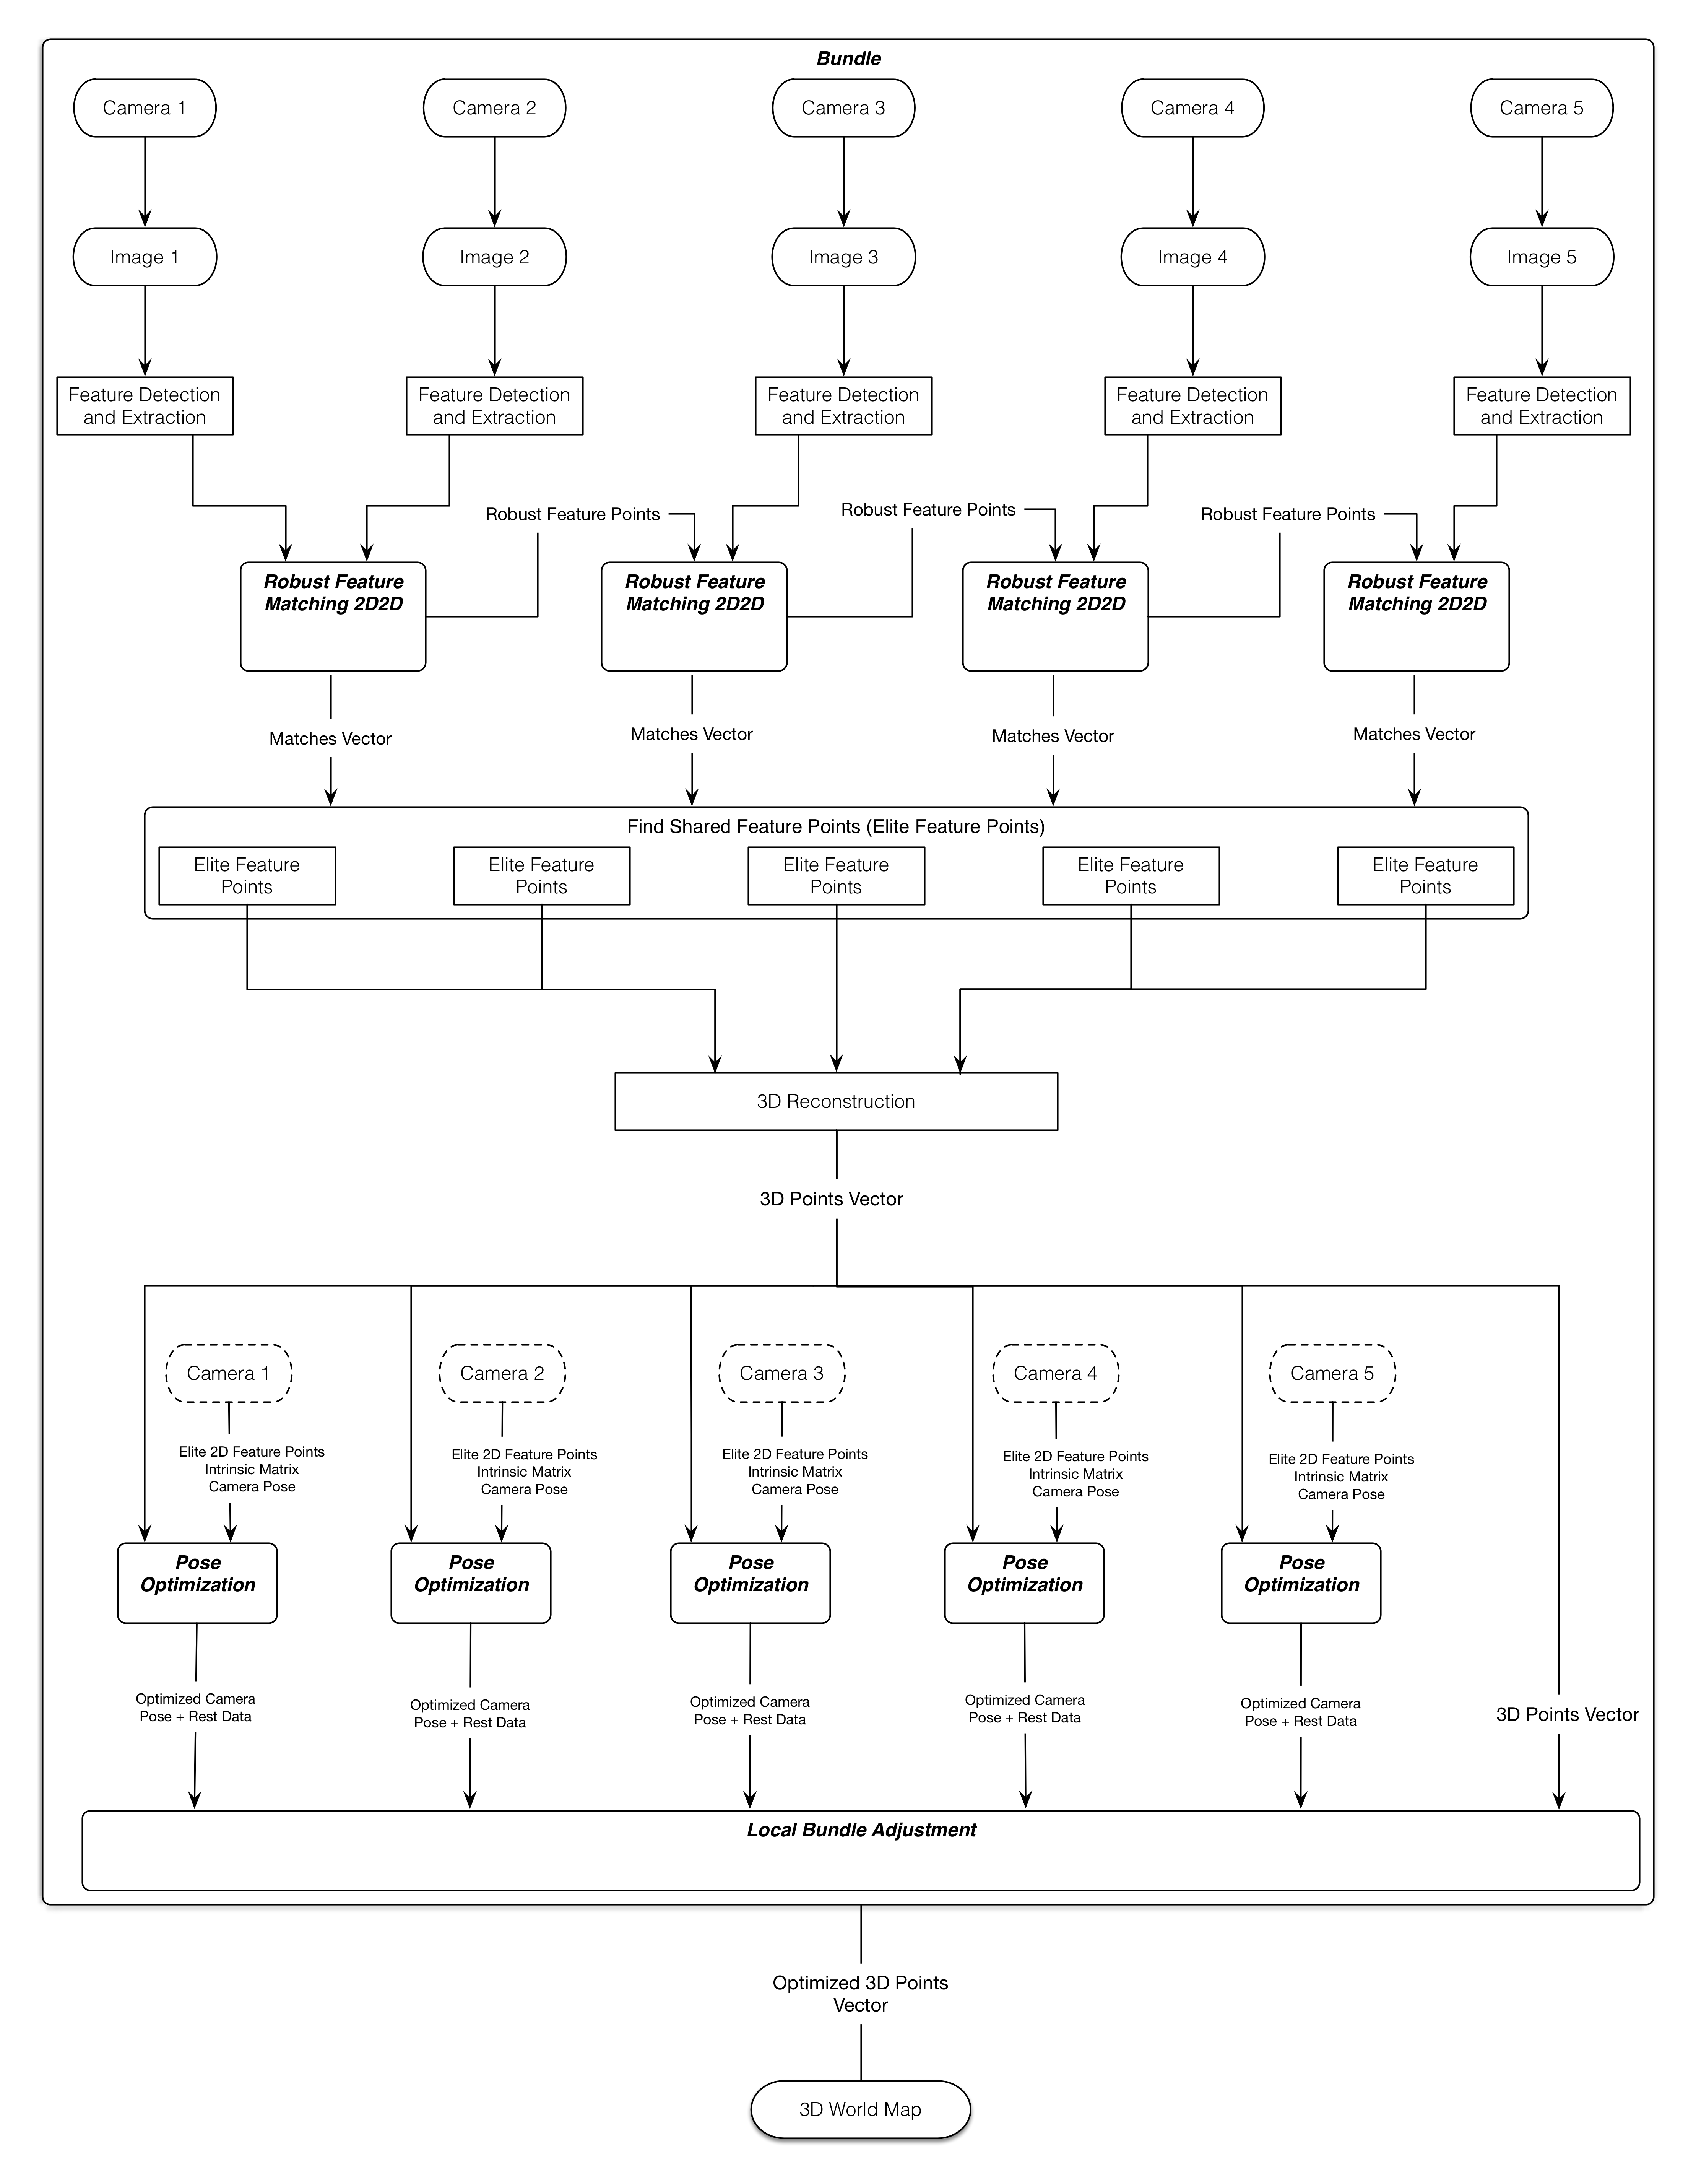 Bundle
Camera 1
Camera 2
Camera 3
Camera 4
Camera 5
Image 1
Image 2
Image 3
Image 4
Image 5
Feature Detection
and Extraction
Feature Detection
and Extraction
Feature Detection
and Extraction
Feature Detection
and Extraction
Feature Detection
and Extraction
Robust Feature Points
Robust Feature Points
Robust Feature Points
Robust Feature
Matching 2D2D
Robust Feature
Matching 2D2D
Robust Feature
Matching 2D2D
Robust Feature
Matching 2D2D
Matches Vector
Matches Vector
Matches Vector
Matches Vector
Find Shared Feature Points (Elite Feature Points)
Elite Feature
Points
Elite Feature
Points
Elite Feature
Points
Elite Feature
Points
Elite Feature
Points
3D Reconstruction
3D Points Vector
Camera 1
Camera 2
Camera 3
Camera 4
Camera 5
Elite 2D Feature Points
Intrinsic Matrix
Camera Pose
Elite 2D Feature Points
Intrinsic Matrix
Camera Pose
Elite 2D Feature Points
Intrinsic Matrix
Camera Pose
Elite 2D Feature Points
Intrinsic Matrix
Camera Pose
Elite 2D Feature Points
Intrinsic Matrix
Camera Pose
Pose
Optimization
Pose
Optimization
Pose
Optimization
Pose
Optimization
Pose
Optimization
Optimized Camera
Pose + Rest Data
Optimized Camera
Pose + Rest Data
Optimized Camera
Pose + Rest Data
Optimized Camera
Pose + Rest Data
Optimized Camera
Pose + Rest Data
3D Points Vector
Local Bundle Adjustment
Optimized 3D Points
Vector
3D World Map